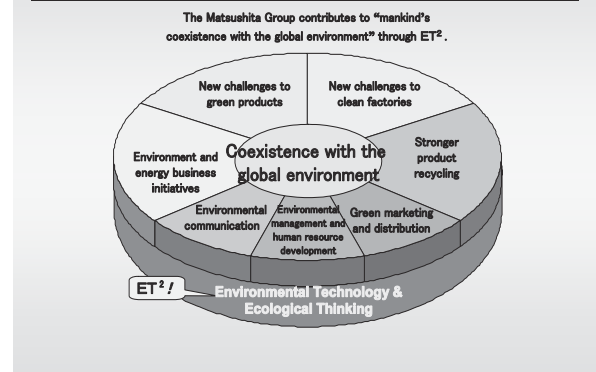 The Matsushita Group contributes to “mankind’s
coexistence with the global environment” through ET².
New challenges to
green products
New challenges to
clean factories
Stronger
product
recycling
Coexistence with the
global environment
Environment and
energy business
initiatives
Environmental
communication
Environmental
management and
human resource
development
Green marketing
and distribution
ET²!
Environmental Technology &
Ecological Thinking